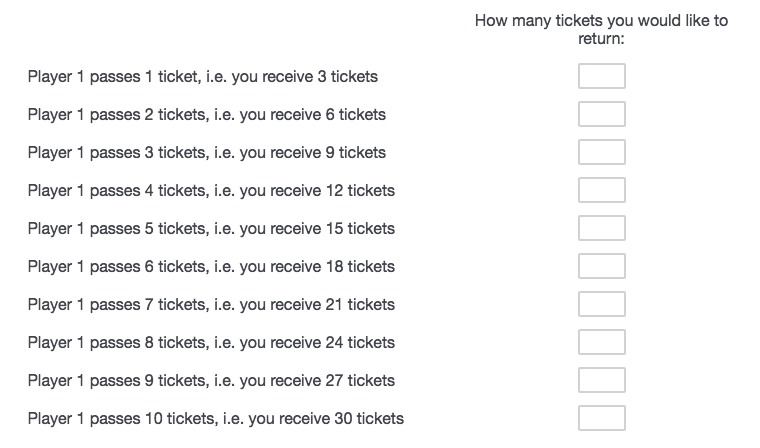 How many tickets you would like to
return:
Player 1 passes 1 ticket, i.e. you receive 3 tickets
Player 1 passes 2 tickets, i.e. you receive 6 tickets
Player 1 passes 3 tickets, i.e. you receive 9 tickets
Player 1 passes 4 tickets, i.e. you receive 12 tickets
Player 1 passes 5 tickets, i.e. you receive 15 tickets
Player 1 passes 6 tickets, i.e. you receive 18 tickets
Player 1 passes 7 tickets, i.e. you receive 21 tickets
Player 1 passes 8 tickets, i.e. you receive 24 tickets
Player 1 passes 9 tickets, i.e. you receive 27 tickets
Player 1 passes 10 tickets, i.e. you receive 30 tickets